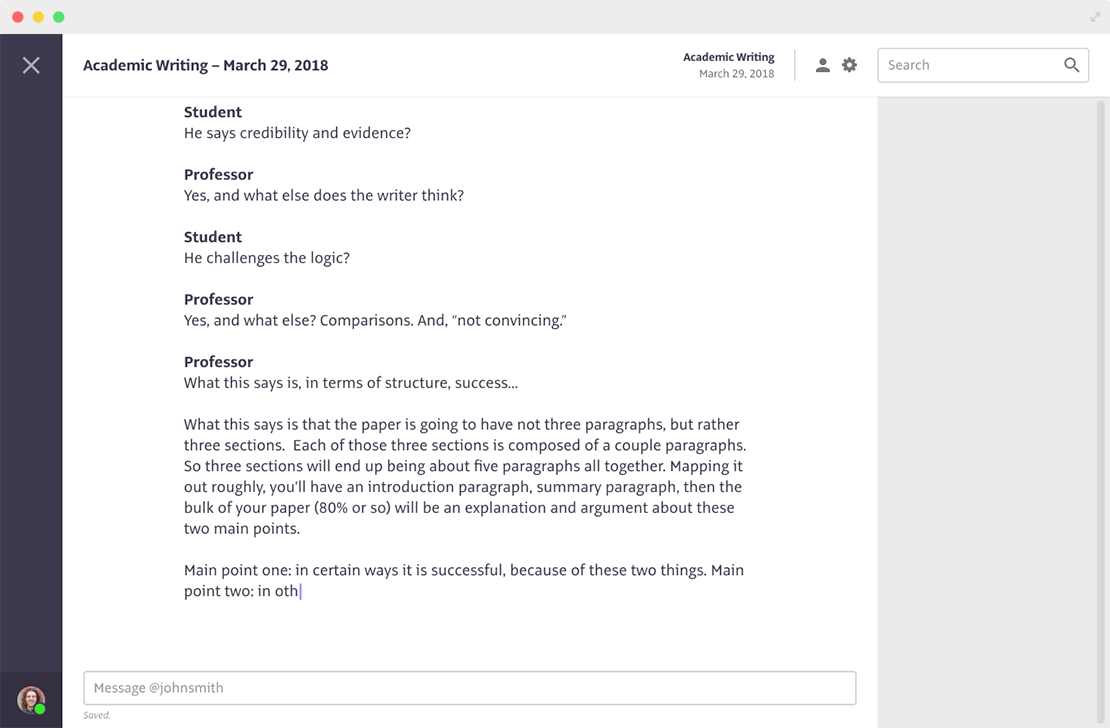 Academic Writing – March 29, 2018
Academic Writing
March 29, 2018
Search
Student
He says credibility and evidence?
Professor
Yes, and what else does the writer think?
Student
He challenges the logic?
Professor
Yes, and what else? Comparisons. And, “not convincing.”
Professor
What this says is, in terms of structure, success...
What this says is that the paper is going to have not three paragraphs, but rather
three sections.  Each of those three sections is composed of a couple paragraphs.
So three sections will end up being about five paragraphs all together. Mapping it
out roughly, you’ll have an introduction paragraph, summary paragraph, then the
bulk of your paper (80% or so) will be an explanation and argument about these
two main points.
Main point one: in certain ways it is successful, because of these two things. Main
point two: in oth
Message @johnsmith
Saved.